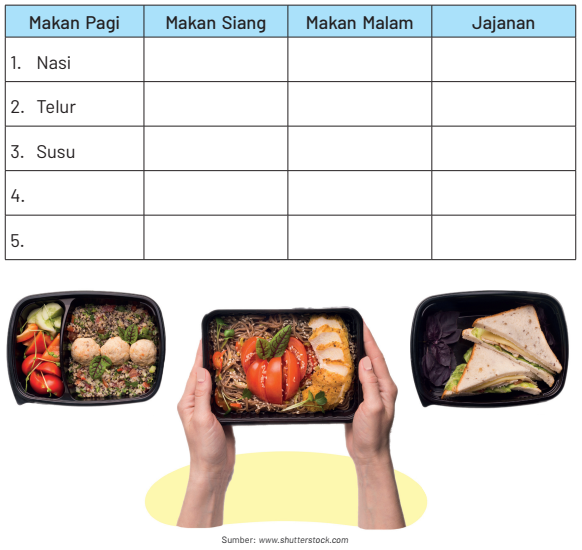 Makan Pagi Makan Siang Makan Malam Jajanan
1. Nasi
2. Telur
3. Susu
4.
5.
Sumber: www.shutterstock.com